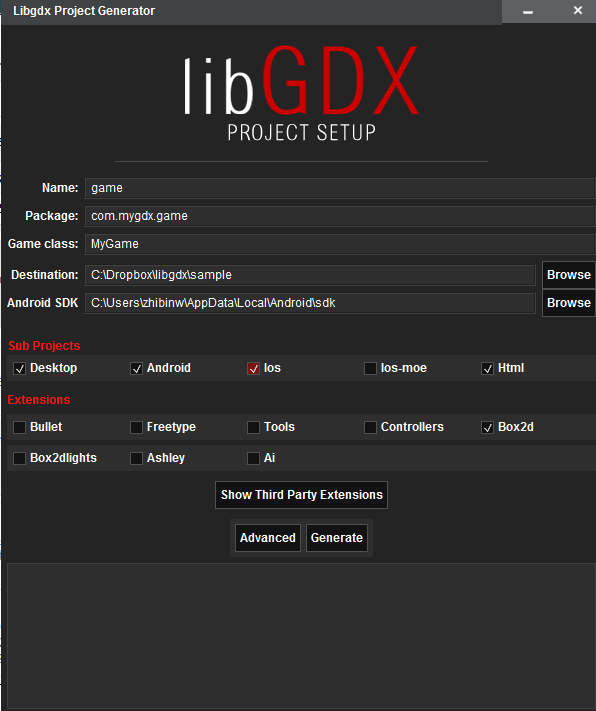 Libgdx Project Generator
libGDX
PROJECT SETUP
Name: game
Package: com.mygdx.game
Game class: MyGame
Destination: C:\Dropbox\libgdx\sample Browse
Android SDK C:\Users\zhibinw\AppData\Local\Android\sdk Browse
Sub Projects
Desktop Android Ios Ios-moe Html
Extensions
Bullet Freetype Tools Controllers Box2d
Box2dlights Ashley Ai
Show Third Party Extensions
Advanced Generate